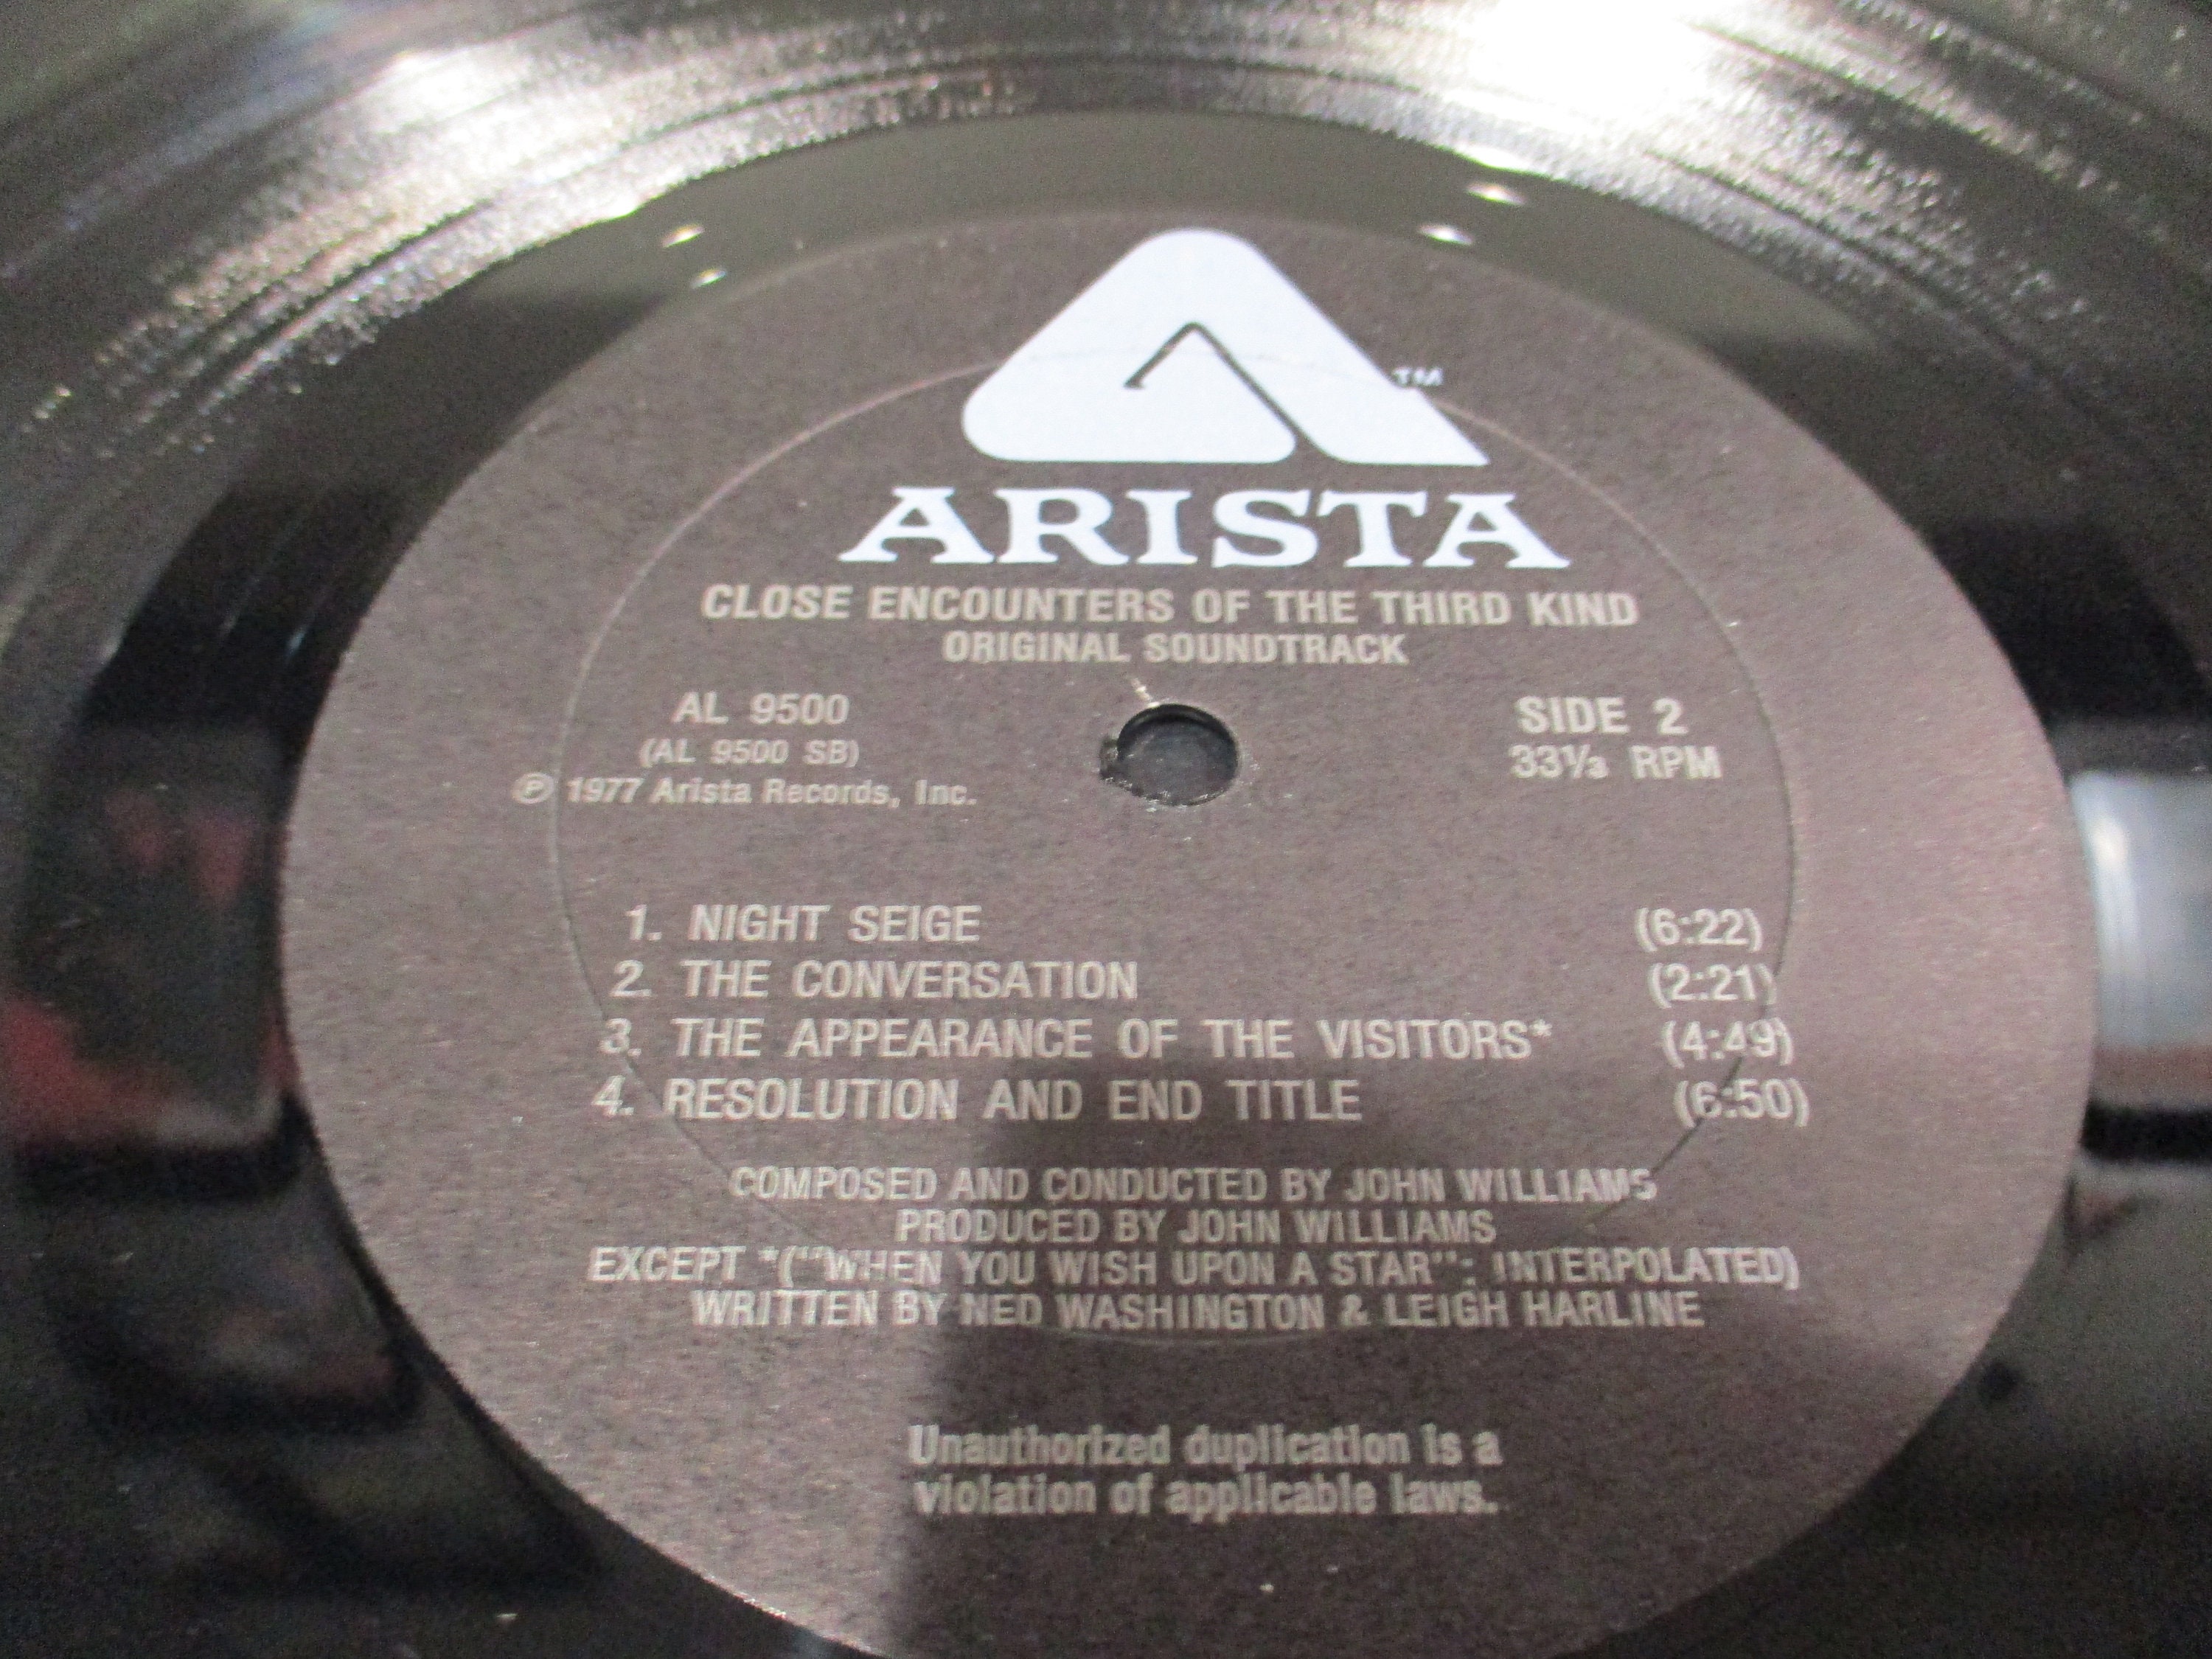 ™
ARISTA
CLOSE ENCOUNTERS OF THE THIRD KIND
ORIGINAL SOUNDTRACK
AL 9500
(AL 9500 SB)
℗ 1977 Arista Records, Inc.
SIDE 2
33⅓ RPM
1. NIGHT SEIGE (6:22)
2. THE CONVERSATION (2:21)
3. THE APPEARANCE OF THE VISITORS* (4:49)
4. RESOLUTION AND END TITLE (6:50)
COMPOSED AND CONDUCTED BY JOHN WILLIAMS
PRODUCED BY JOHN WILLIAMS
EXCEPT *(“WHEN YOU WISH UPON A STAR”: INTERPOLATED)
WRITTEN BY NED WASHINGTON & LEIGH HARLINE
Unauthorized duplication is a
violation of applicable laws.